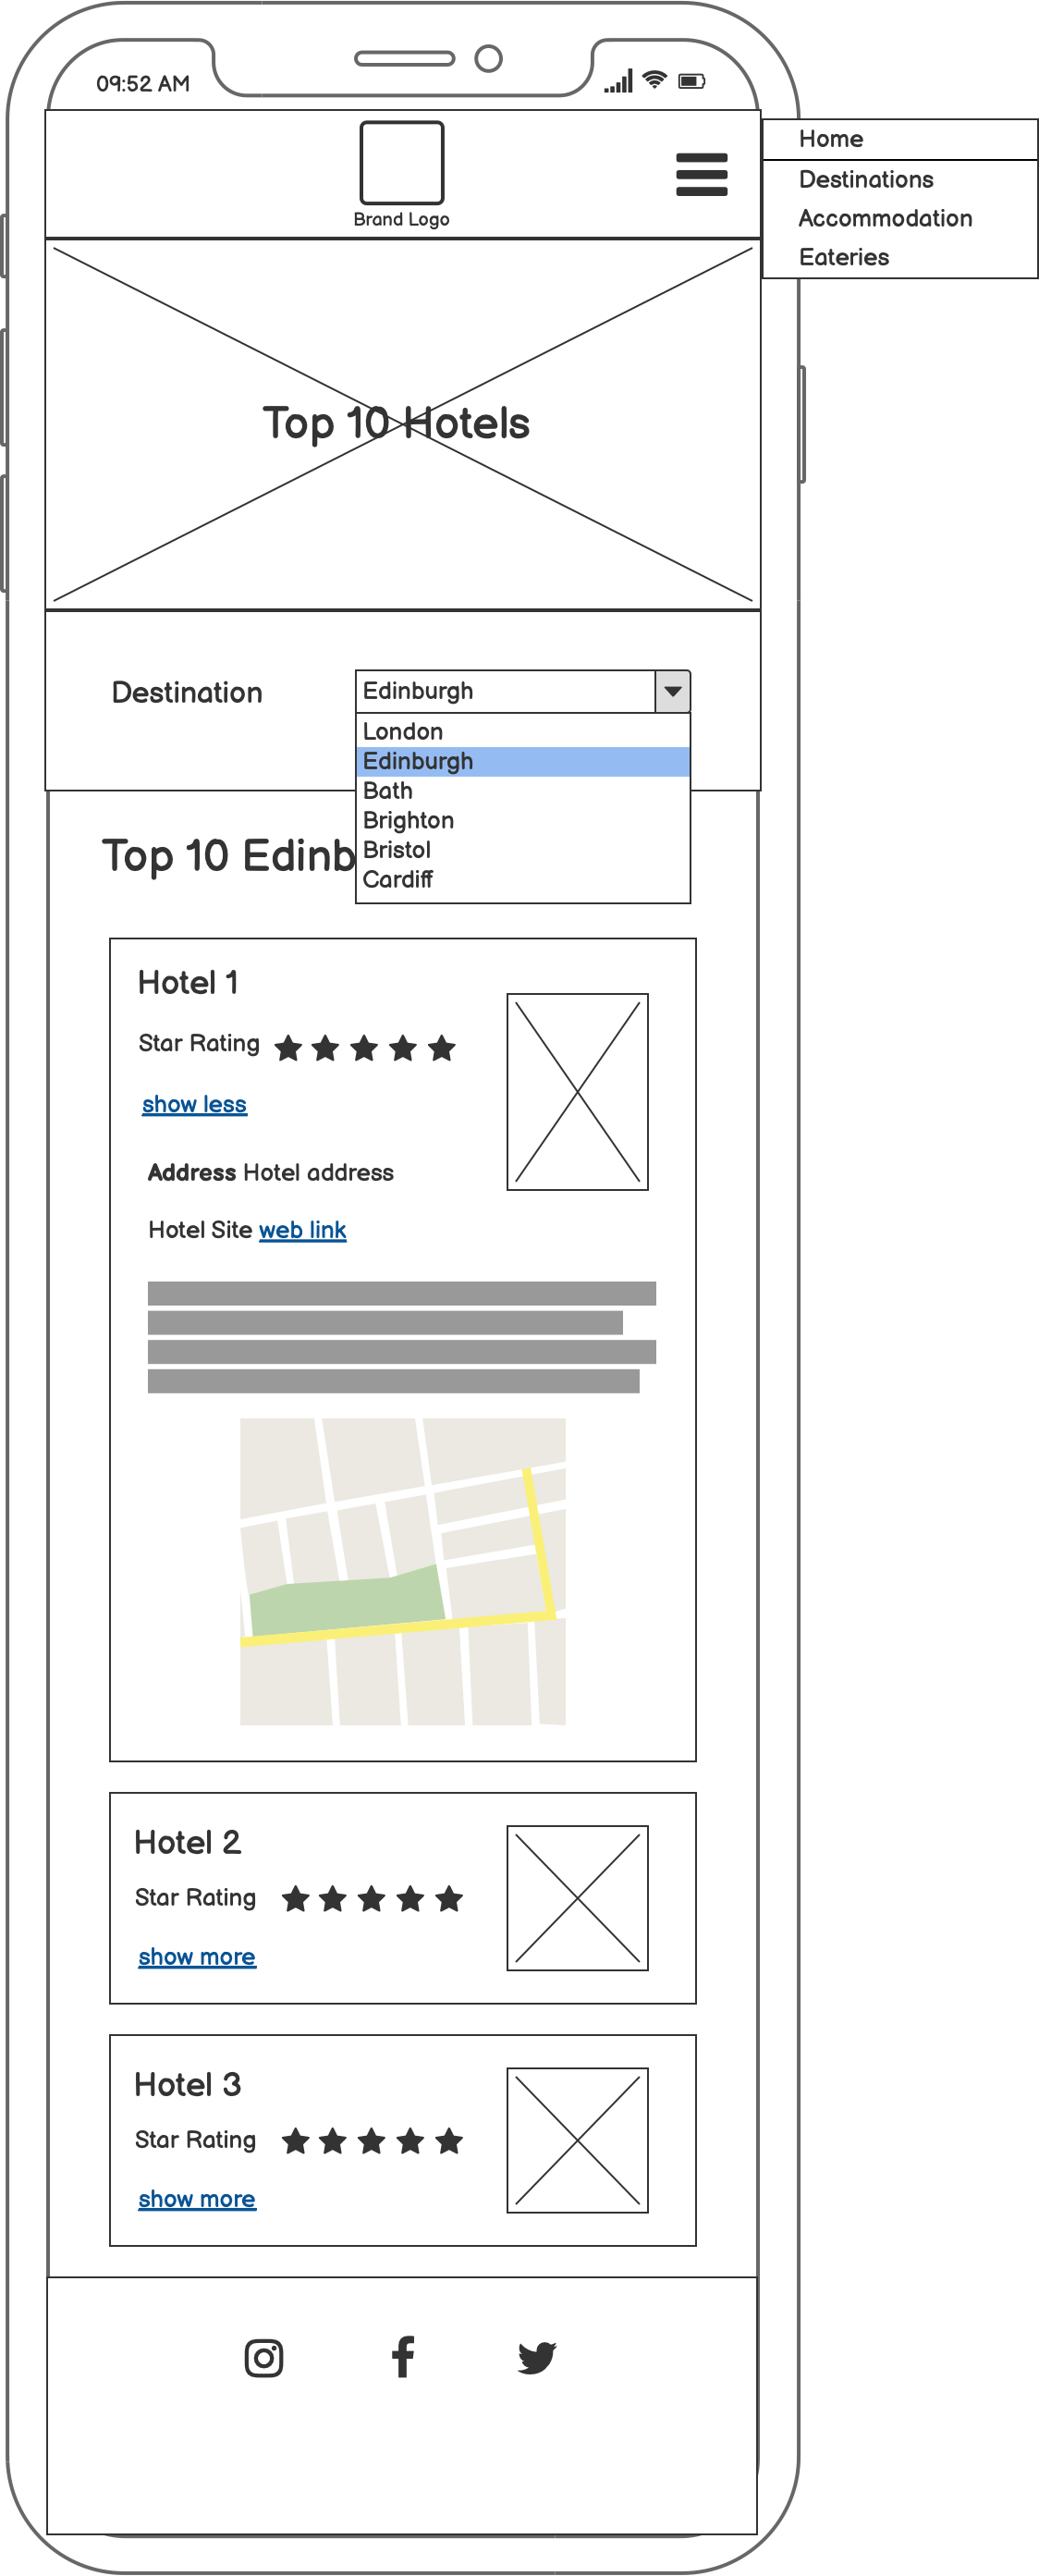 09:52 AM
Brand Logo
Home
Destinations
Accommodation
Eateries
Top 10 Hotels
Destination
Edinburgh
London
Edinburgh
Bath
Brighton
Bristol
Cardiff
Top 10 Edinb
Hotel 1
Star Rating
show less
Address Hotel address
Hotel Site web link
Hotel 2
Star Rating
show more
Hotel 3
Star Rating
show more